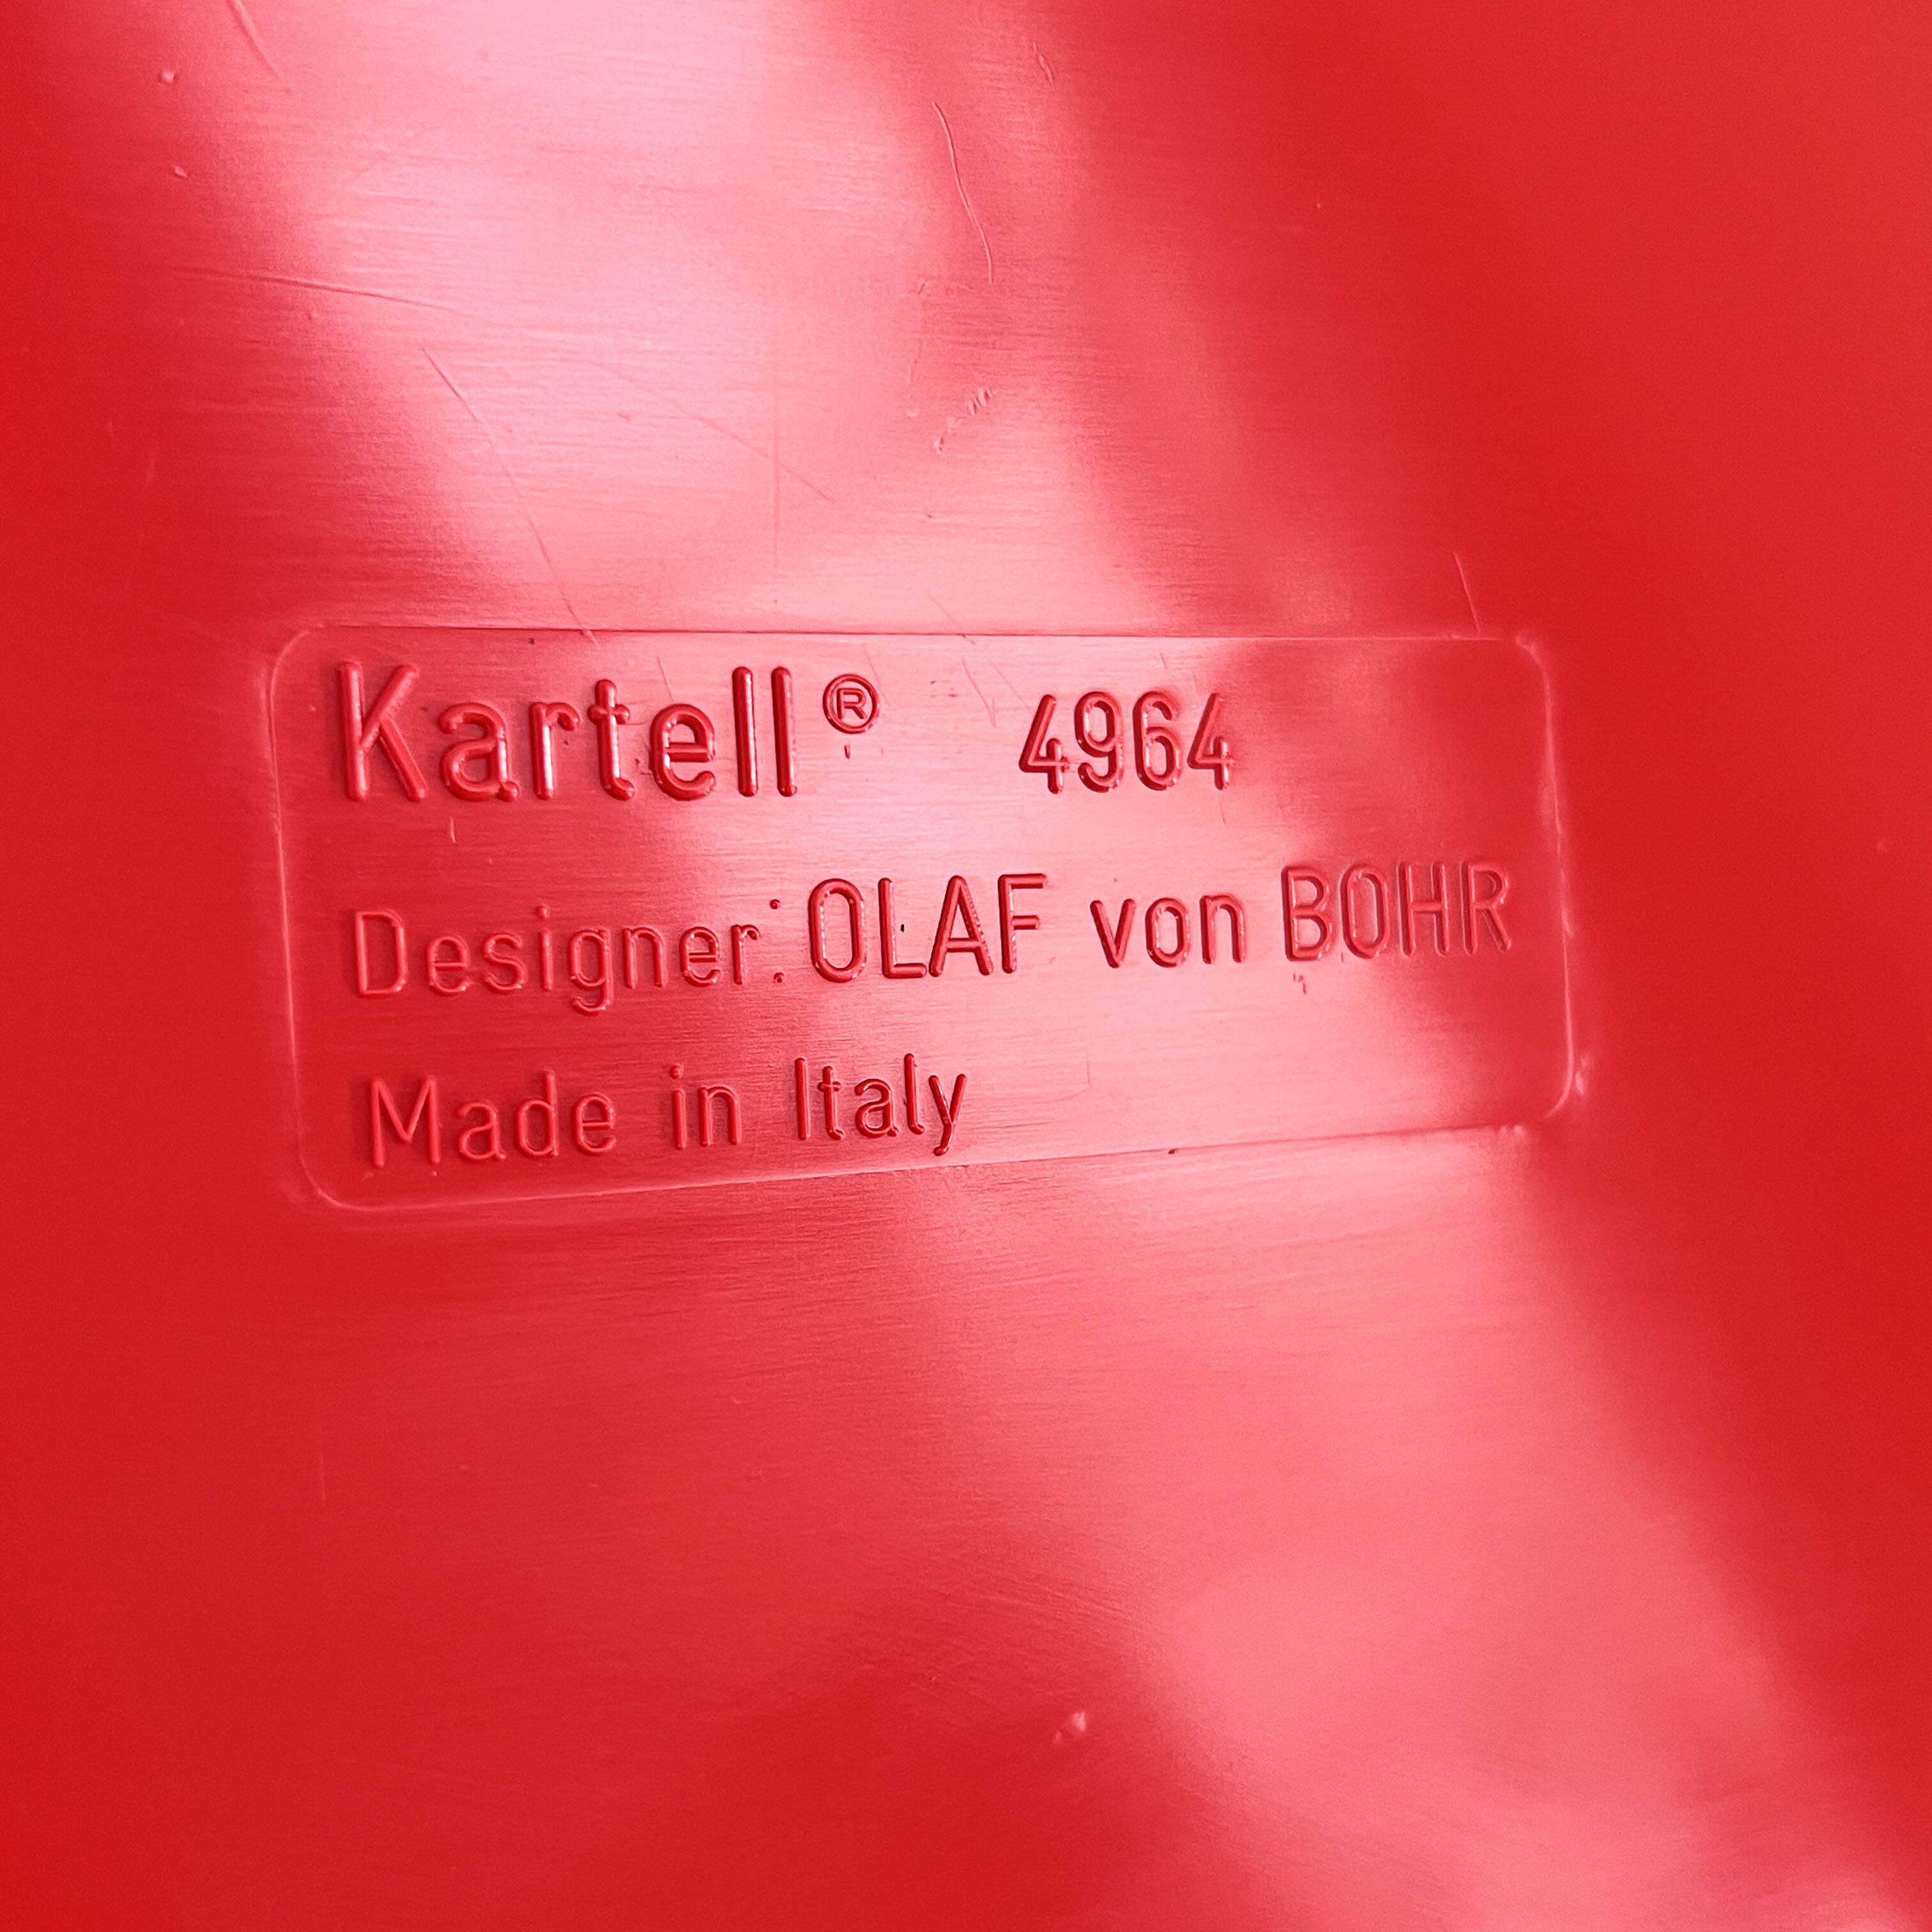 Kartell® 4964
Designer: OLAF von BOHR
Made in Italy